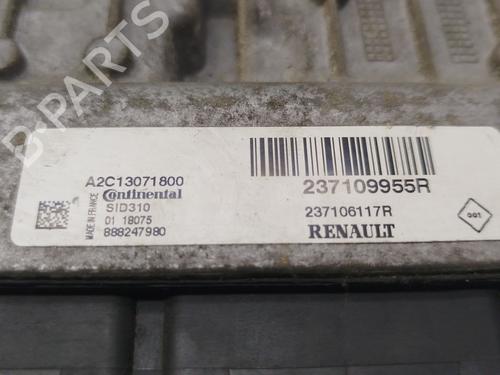 B-PARTS
A2C13071800
Continental
SID310
01 18075
888247980
MADE IN FRANCE
237109955R
237106117R
RENAULT